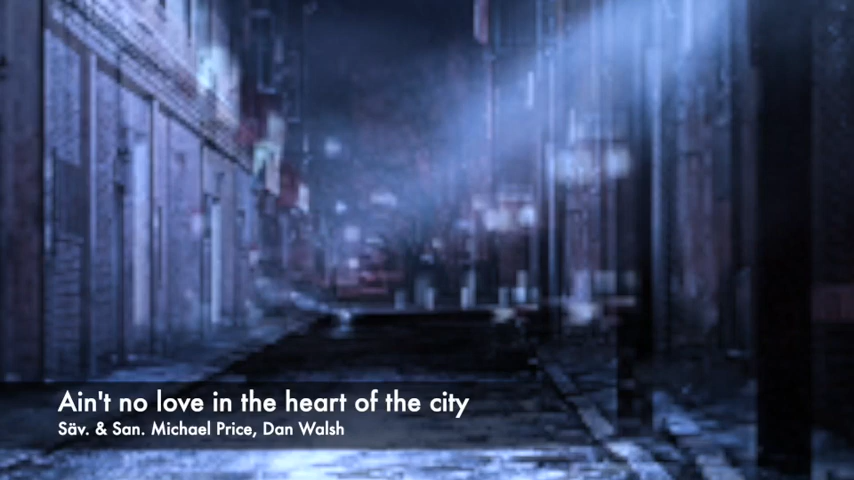 Ain't no love in the heart of the city
Säv. & San. Michael Price, Dan Walsh